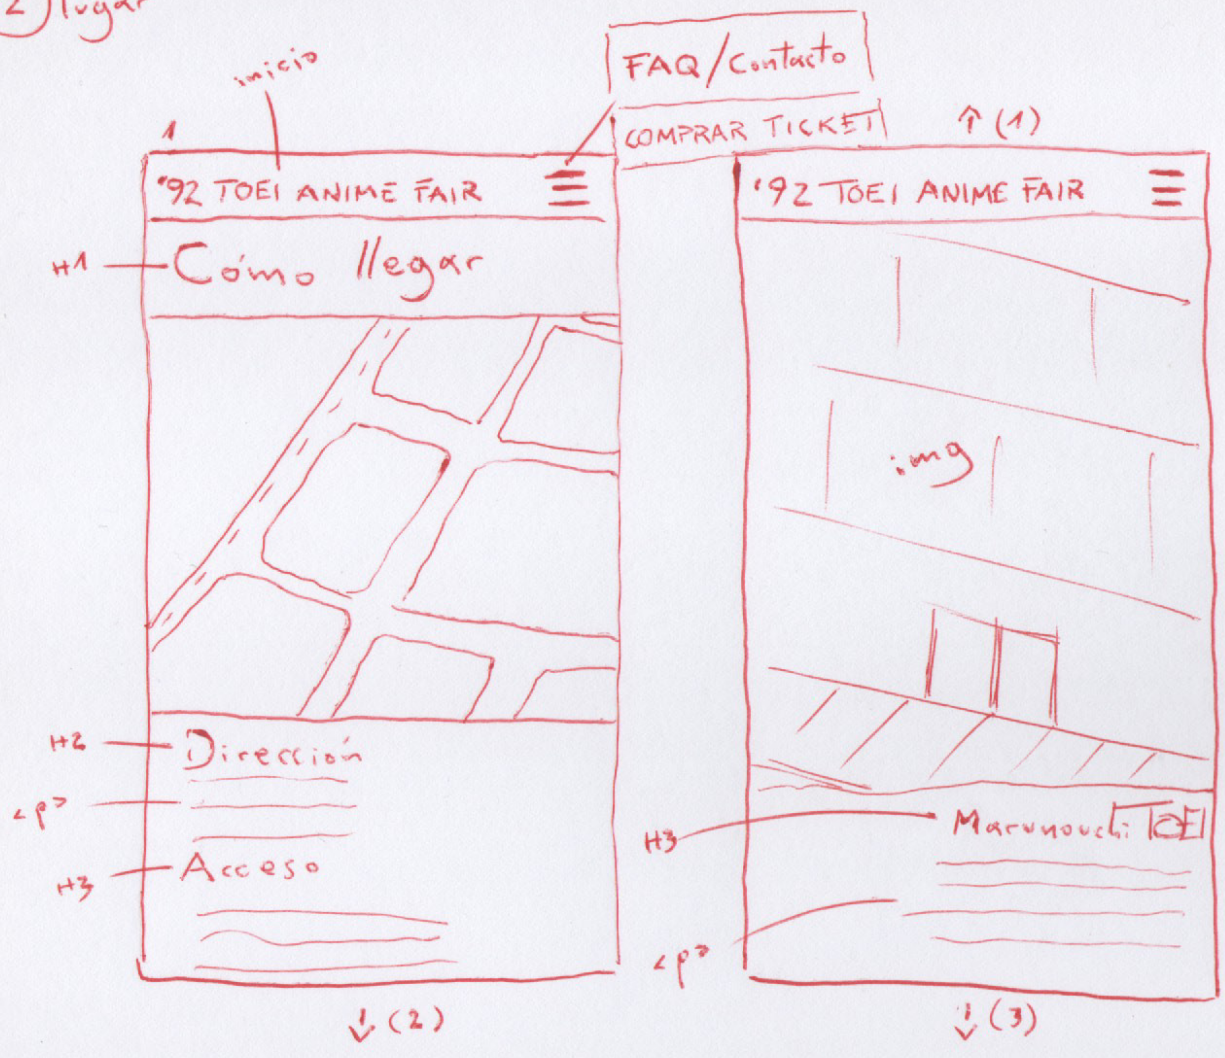 2 lugar
inicio
FAQ/Contacto
COMPRAR TICKET
1
'92 TOEI ANIME FAIR
H1
Cómo llegar
H2
Dirección
<p>
H3
Acceso
↓ (2)
↑ (1)
'92 TOEI ANIME FAIR
img
H3
Marunouchi TOEI
<p>
↓ (3)